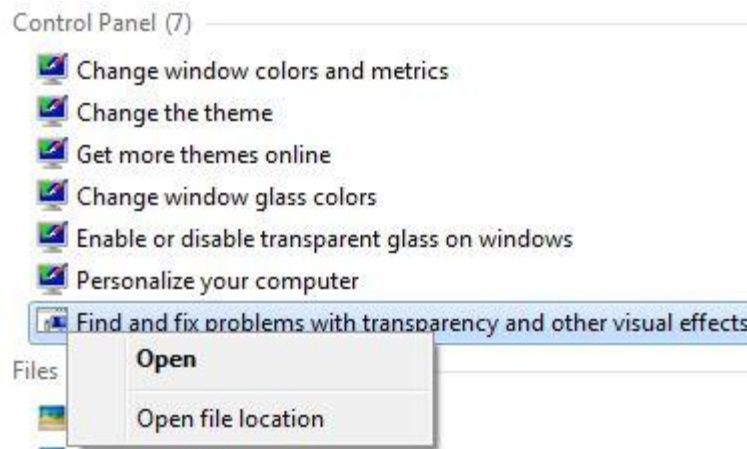 Control Panel (7)
Change window colors and metrics
Change the theme
Get more themes online
Change window glass colors
Enable or disable transparent glass on windows
Personalize your computer
Find and fix problems with transparency and other visual effects
Open
Files
Open file location